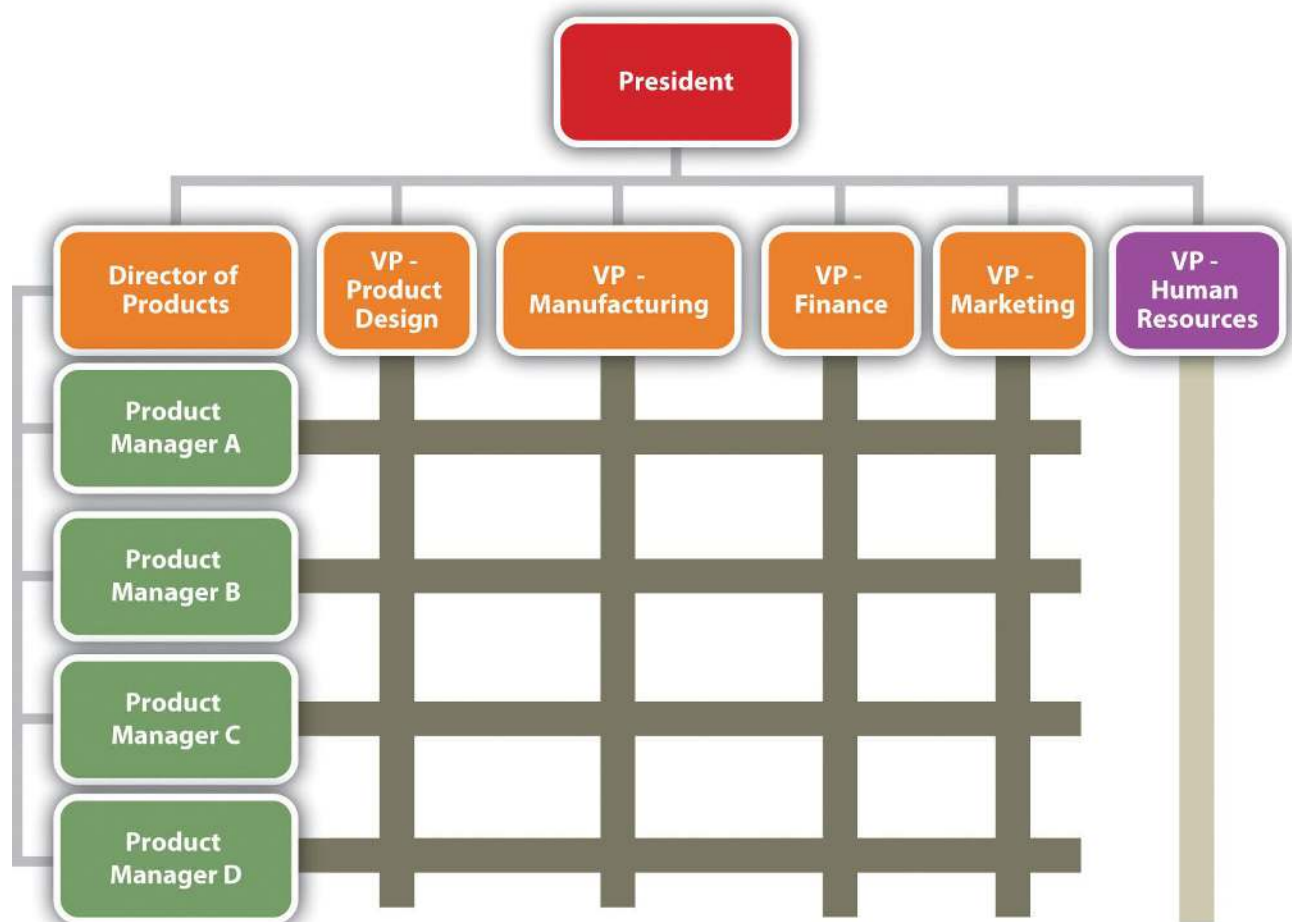 President
Director of
Products
VP -
Product
Design
VP -
Manufacturing
VP -
Finance
VP -
Marketing
VP -
Human
Resources
Product
Manager A
Product
Manager B
Product
Manager C
Product
Manager D